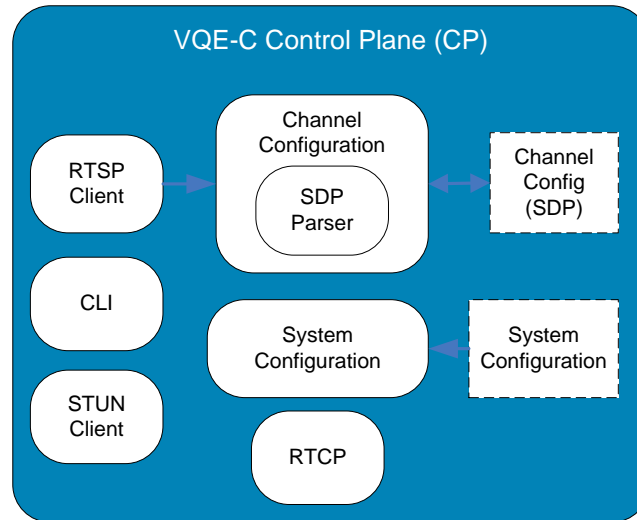 VQE-C Control Plane (CP)
Channel
Configuration
SDP
Parser
RTSP
Client
Channel
Config
(SDP)
CLI
System
Configuration
System
Configuration
STUN
Client
RTCP